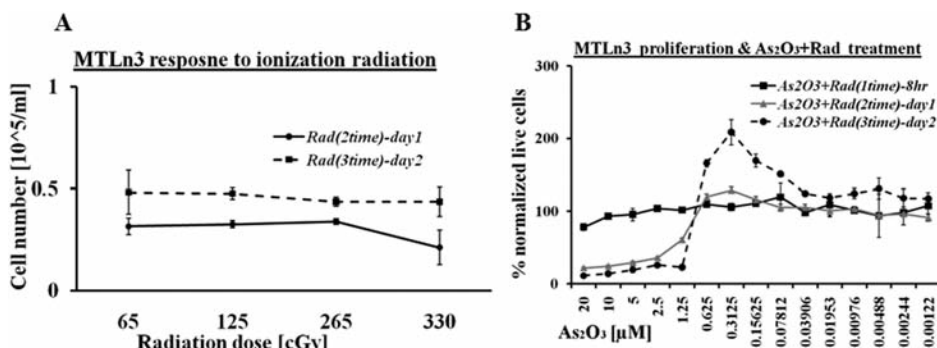 A
MTLn3 resposne to ionization radiation
1
0.5
0
Cell number [10^5/ml]
Rad(2time)-day1
Rad(3time)-day2
65 125 265 330
Radiation dose [cGy]
B
MTLn3 proliferation & As2O3+Rad treatment
300
200
100
0
% normalized live cells
As2O3+Rad(1time)-8hr
As2O3+Rad(2time)-day1
As2O3+Rad(3time)-day2
20 10 5 2.5 1.25 0.625 0.3125 0.15625 0.07812 0.03906 0.01953 0.00976 0.00488 0.00244 0.00122
As₂O₃ [µM]